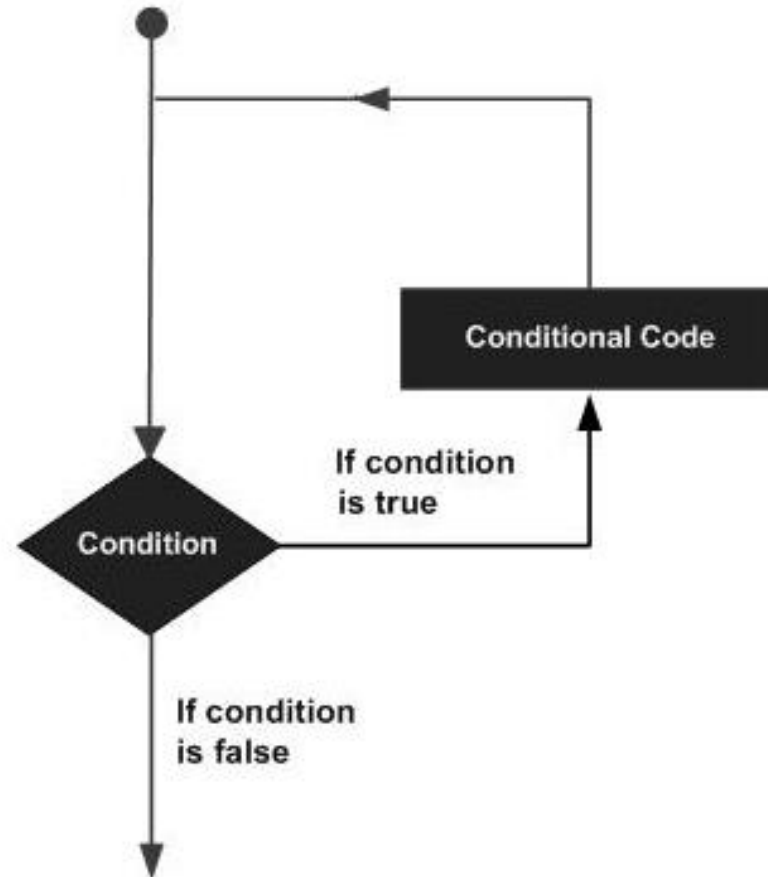 Conditional Code
If condition
is true
Condition
If condition
is false